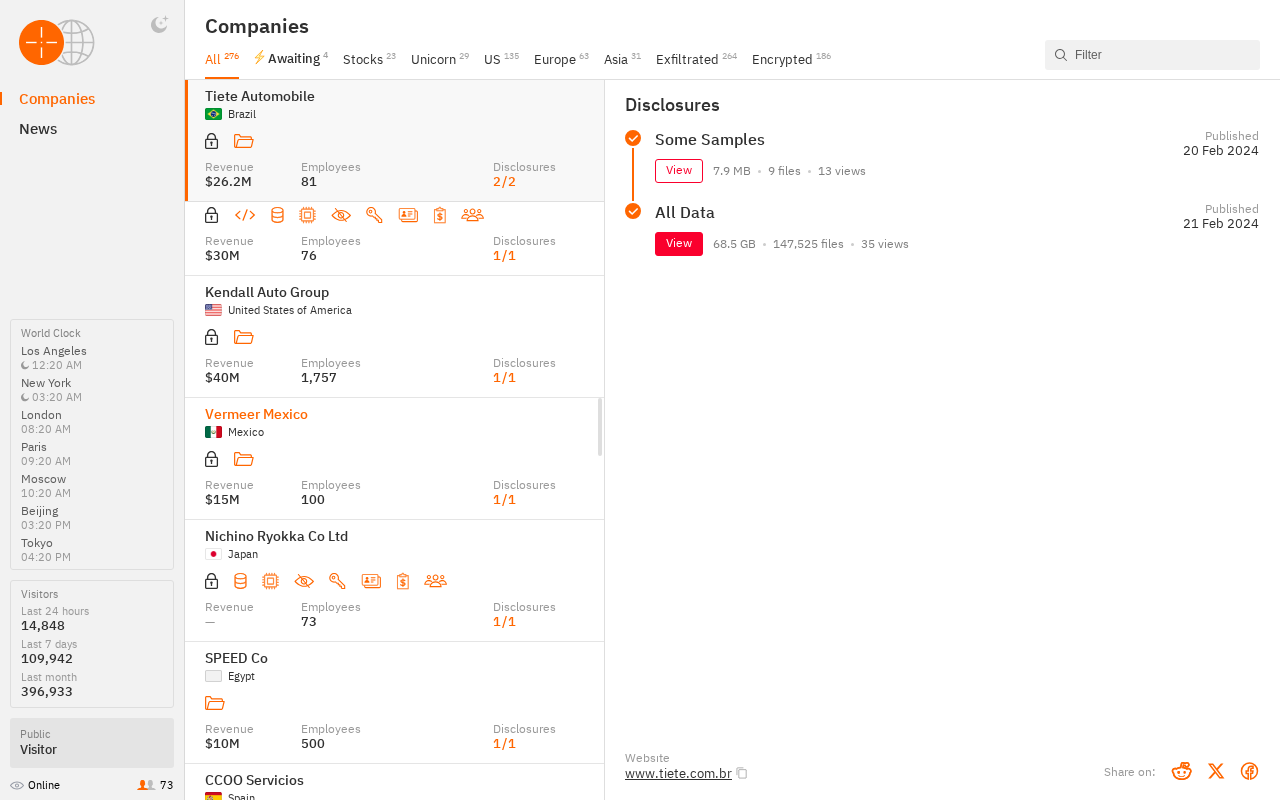 Companies
News
World Clock
Los Angeles
12:20 AM
New York
03:20 AM
London
08:20 AM
Paris
09:20 AM
Moscow
10:20 AM
Beijing
03:20 PM
Tokyo
04:20 PM
Visitors
Last 24 hours
14,848
Last 7 days
109,942
Last month
396,933
Public
Visitor
Online 73
Companies
All 276 Awaiting 4 Stocks 23 Unicorn 29 US 135 Europe 63 Asia 31 Exfiltrated 264 Encrypted 186
Filter
Tiete Automobile
Brazil
Revenue Employees Disclosures
$26.2M 81 2/2
Revenue Employees Disclosures
$30M 76 1/1
Kendall Auto Group
United States of America
Revenue Employees Disclosures
$40M 1,757 1/1
Vermeer Mexico
Mexico
Revenue Employees Disclosures
$15M 100 1/1
Nichino Ryokka Co Ltd
Japan
Revenue Employees Disclosures
— 73 1/1
SPEED Co
Egypt
Revenue Employees Disclosures
$10M 500 1/1
CCOO Servicios
Spain
Disclosures
Some Samples
Published
20 Feb 2024
View 7.9 MB • 9 files • 13 views
All Data
Published
21 Feb 2024
View 68.5 GB • 147,525 files • 35 views
Website
www.tiete.com.br
Share on: